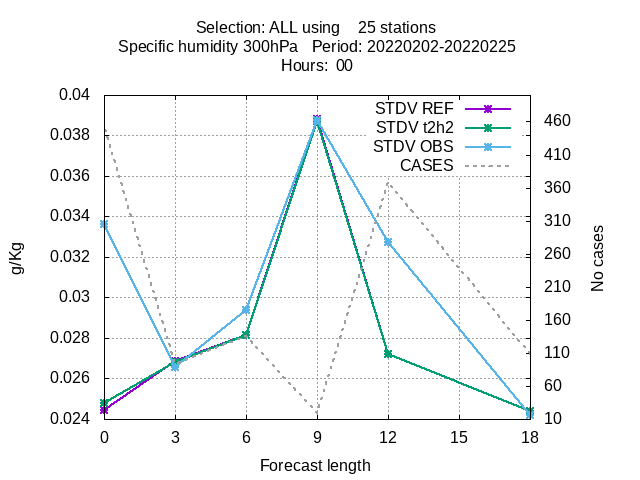 Selection: ALL using    25 stations
Specific humidity 300hPa   Period: 20220202-20220225
Hours:  00
g/Kg
0.04
0.038
0.036
0.034
0.032
0.03
0.028
0.026
0.024
STDV REF
STDV t2h2
STDV OBS
CASES
460
410
360
310
260
210
160
110
60
10
No cases
0 3 6 9 12 15 18
Forecast length